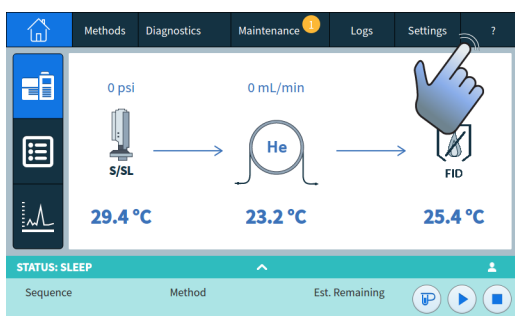 Methods Diagnostics Maintenance 1 Logs Settings ?
0 psi 0 mL/min
He
S/SL FID
29.4 °C 23.2 °C 25.4 °C
STATUS: SLEEP
Sequence Method Est. Remaining
P